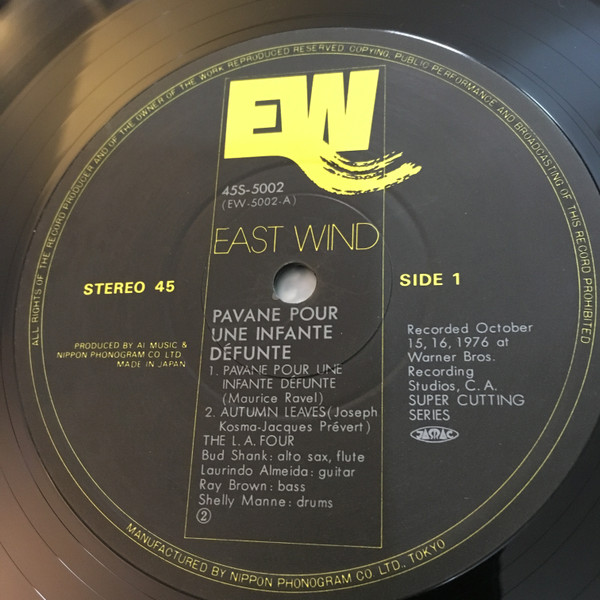 ALL RIGHTS OF THE RECORD PRODUCER AND OF THE OWNER OF THE WORK REPRODUCED RESERVED. COPYING, PUBLIC PERFORMANCE AND BROADCASTING OF THIS RECORD PROHIBITED
EW
45S-5002
(EW-5002-A)
EAST WIND
STEREO 45
SIDE 1
PRODUCED BY AI MUSIC &
NIPPON PHONOGRAM CO LTD.
MADE IN JAPAN
PAVANE POUR
UNE INFANTE
DÉFUNTE
1. PAVANE POUR UNE
INFANTE DÉFUNTE
(Maurice Ravel)
2. AUTUMN LEAVES(Joseph
Kosma-Jacques Prévert)
THE L.A. FOUR
Bud Shank: alto sax, flute
Laurindo Almeida: guitar
Ray Brown: bass
Shelly Manne: drums
②
Recorded October
15, 16, 1976 at
Warner Bros.
Recording
Studios, C. A.
SUPER CUTTING
SERIES
JASRAC
MANUFACTURED BY NIPPON PHONOGRAM CO. LTD., TOKYO